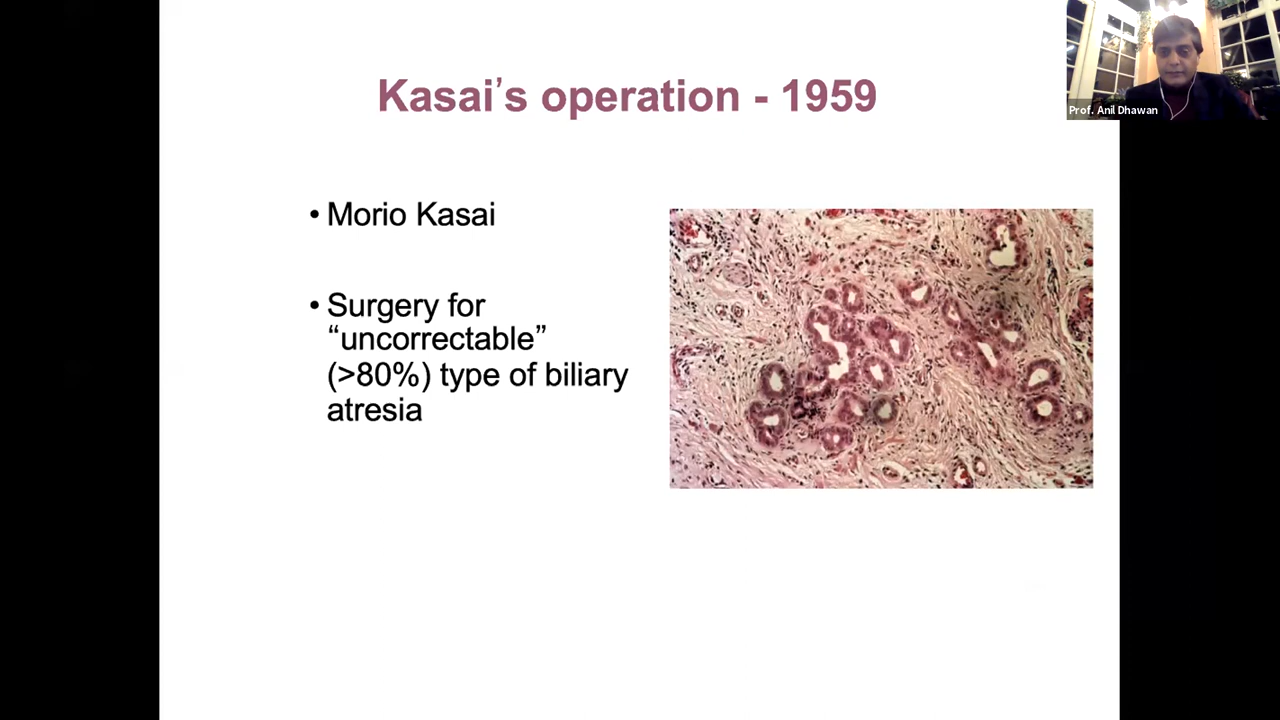 Kasai’s operation - 1959
Prof. Anil Dhawan
• Morio Kasai
• Surgery for
“uncorrectable”
(>80%) type of biliary
atresia